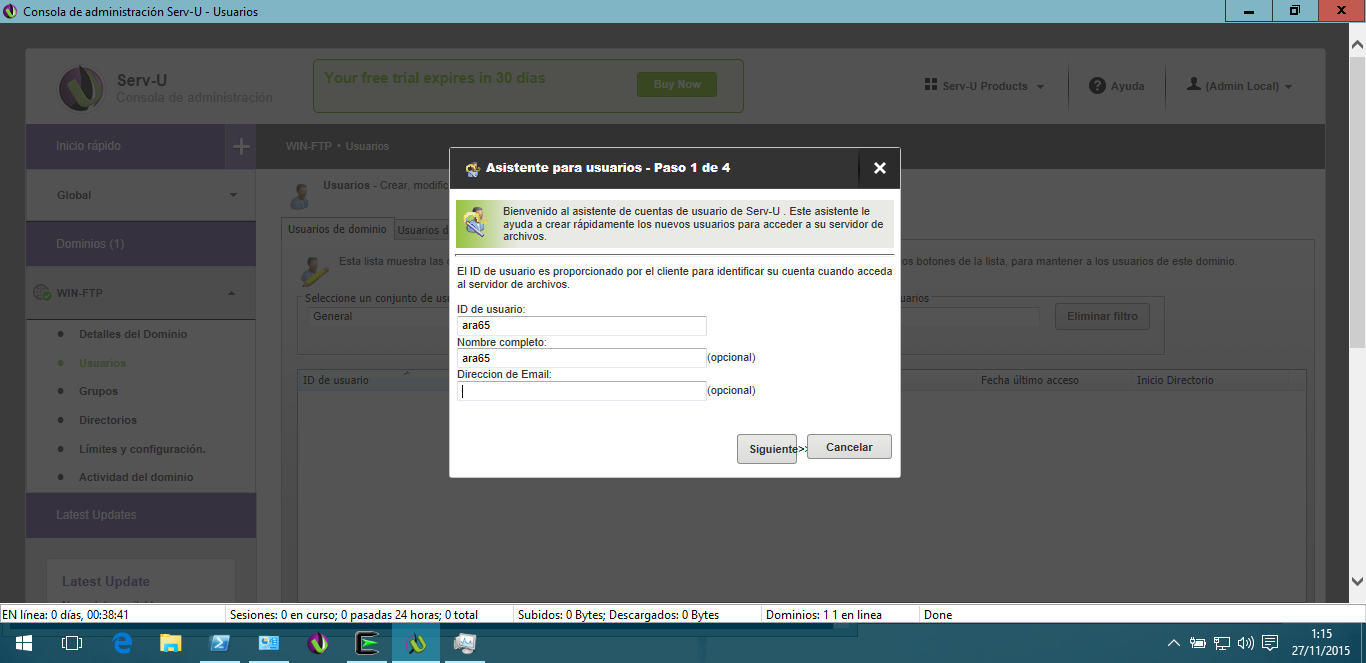 Consola de administración Serv-U - Usuarios
Serv-U
Consola de administración
Your free trial expires in 30 días
Buy Now
Serv-U Products
Ayuda
(Admin Local)
Inicio rápido
WIN-FTP • Usuarios
Global
Dominios (1)
WIN-FTP
Detalles del Dominio
Usuarios
Grupos
Directorios
Límites y configuración.
Actividad del dominio
Latest Updates
Latest Update
Usuarios - Crear, modific
Usuarios de dominio
Usuarios d
Esta lista muestra las
os botones de la lista, para mantener a los usuarios de este dominio.
Seleccione un conjunto de usu
uarios
General
Eliminar filtro
ID de usuario
Fecha último acceso
Inicio Directorio
Asistente para usuarios - Paso 1 de 4
Bienvenido al asistente de cuentas de usuario de Serv-U . Este asistente le
ayuda a crear rápidamente los nuevos usuarios para acceder a su servidor de
archivos.
El ID de usuario es proporcionado por el cliente para identificar su cuenta cuando acceda
al servidor de archivos.
ID de usuario:
ara65
Nombre completo:
ara65
(opcional)
Direccion de Email:
(opcional)
Siguiente>>
Cancelar
EN línea: 0 días, 00:38:41
Sesiones: 0 en curso; 0 pasadas 24 horas; 0 total
Subidos: 0 Bytes; Descargados: 0 Bytes
Dominios: 1 1 en linea
Done
1:15
27/11/2015